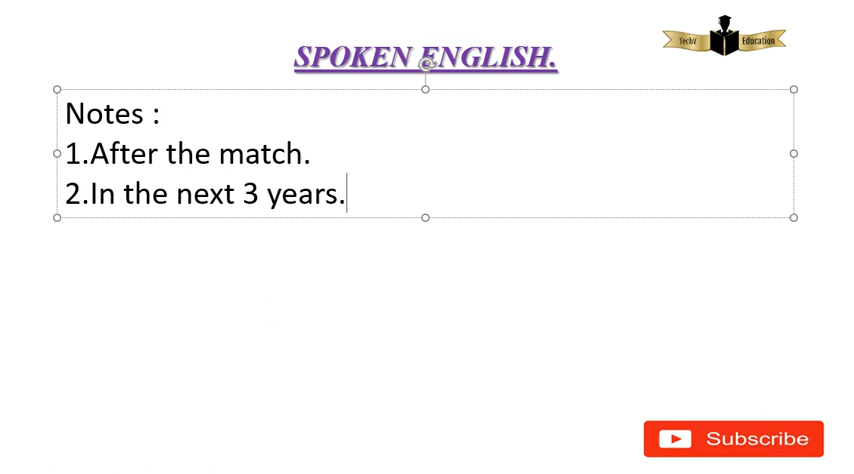 SPOKEN ENGLISH.
TechY Education
Notes :
1.After the match.
2.In the next 3 years.
Subscribe